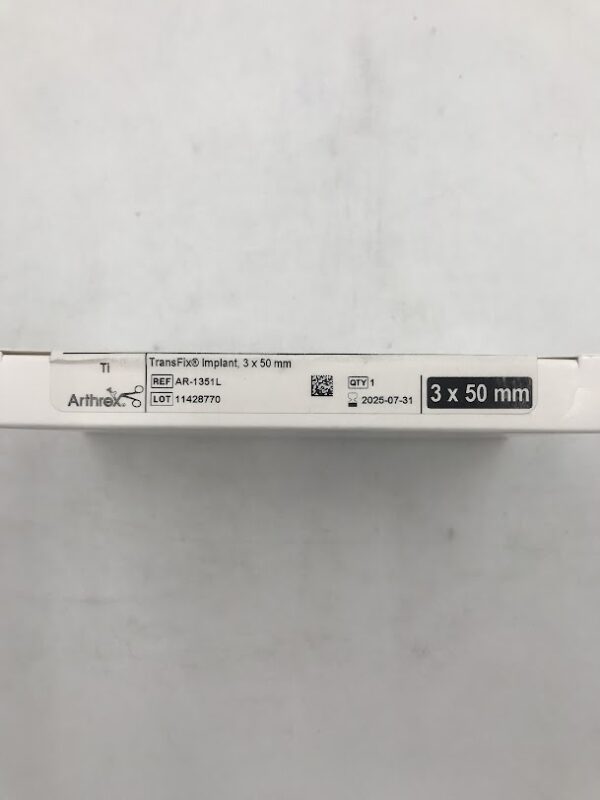 Ti
Arthrex
TransFix® Implant, 3 x 50 mm
REF AR-1351L
LOT 11428770
QTY 1
2025-07-31
3 x 50 mm